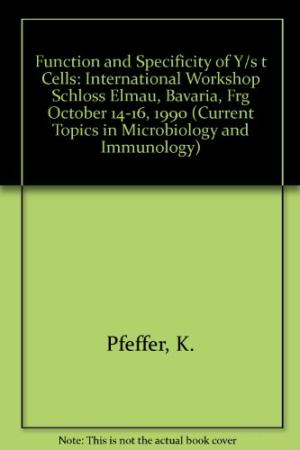 Function and Specificity of Y/s t
Cells: International Workshop
Schloss Elmau, Bavaria, Frg
October 14-16, 1990 (Current
Topics in Microbiology and
Immunology)
Pfeffer, K.
Note: This is not the actual book cover